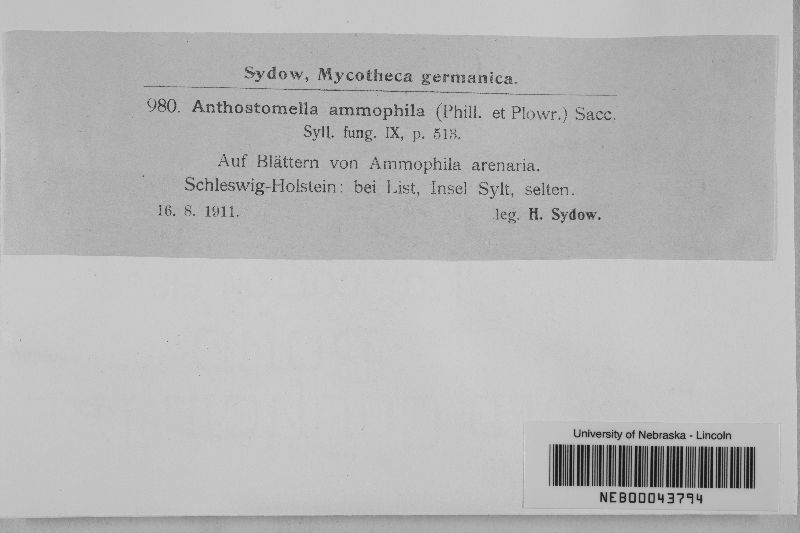 Sydow, Mycotheca germanica.
980. Anthostomella ammophila (Phill. et Plowr.) Sacc.
Syll. fung. IX, p. 513.
Auf Blättern von Ammophila arenaria.
Schleswig-Holstein: bei List, Insel Sylt, selten.
16. 8. 1911. leg. H. Sydow.
University of Nebraska - Lincoln
NEB00043794